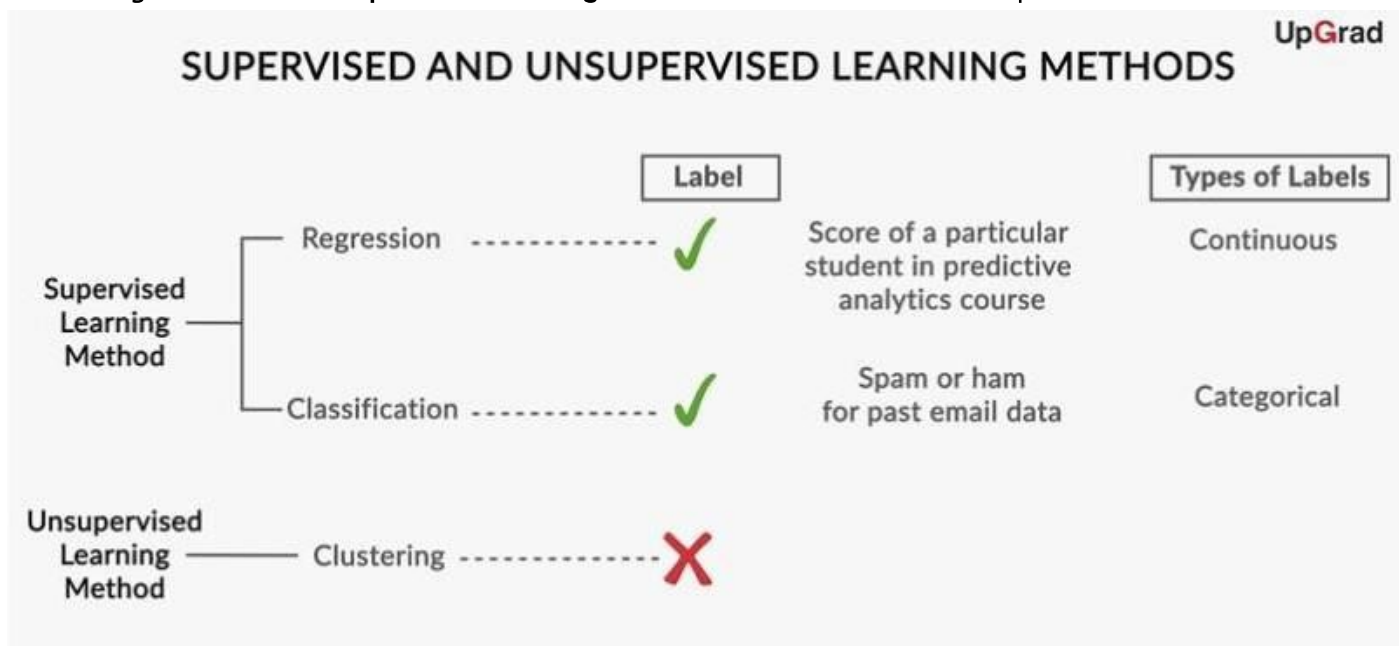 UpGrad
SUPERVISED AND UNSUPERVISED LEARNING METHODS
Label
Types of Labels
Supervised
Learning
Method
Regression
Score of a particular
student in predictive
analytics course
Continuous
Classification
Spam or ham
for past email data
Categorical
Unsupervised
Learning
Method
Clustering